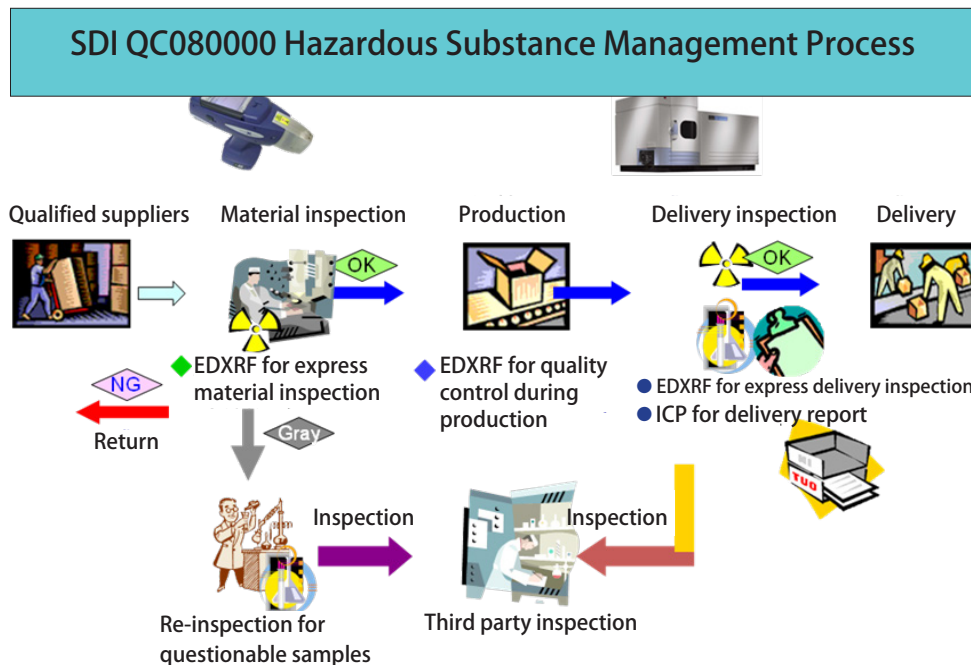 SDI QC080000 Hazardous Substance Management Process
Qualified suppliers
Material inspection
Production
Delivery inspection
Delivery
OK
OK
EDXRF for express
material inspection
EDXRF for quality
control during
production
EDXRF for express delivery inspection
ICP for delivery report
NG
Return
Gray
Inspection
Inspection
Re-inspection for
questionable samples
Third party inspection